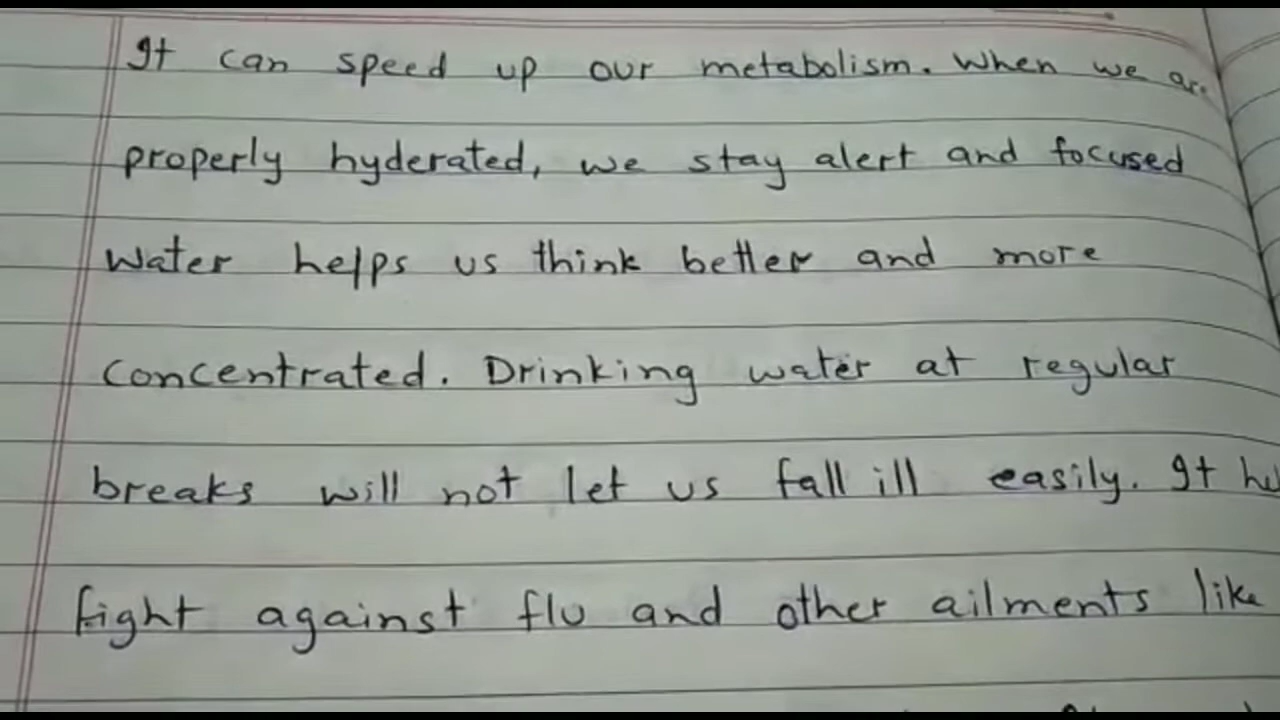 It can speed up our metabolism. When we are
properly hyderated, we stay alert and focused
Water helps us think better and more
concentrated. Drinking water at regular
breaks will not let us fall ill easily. It
fight against flu and other ailments like